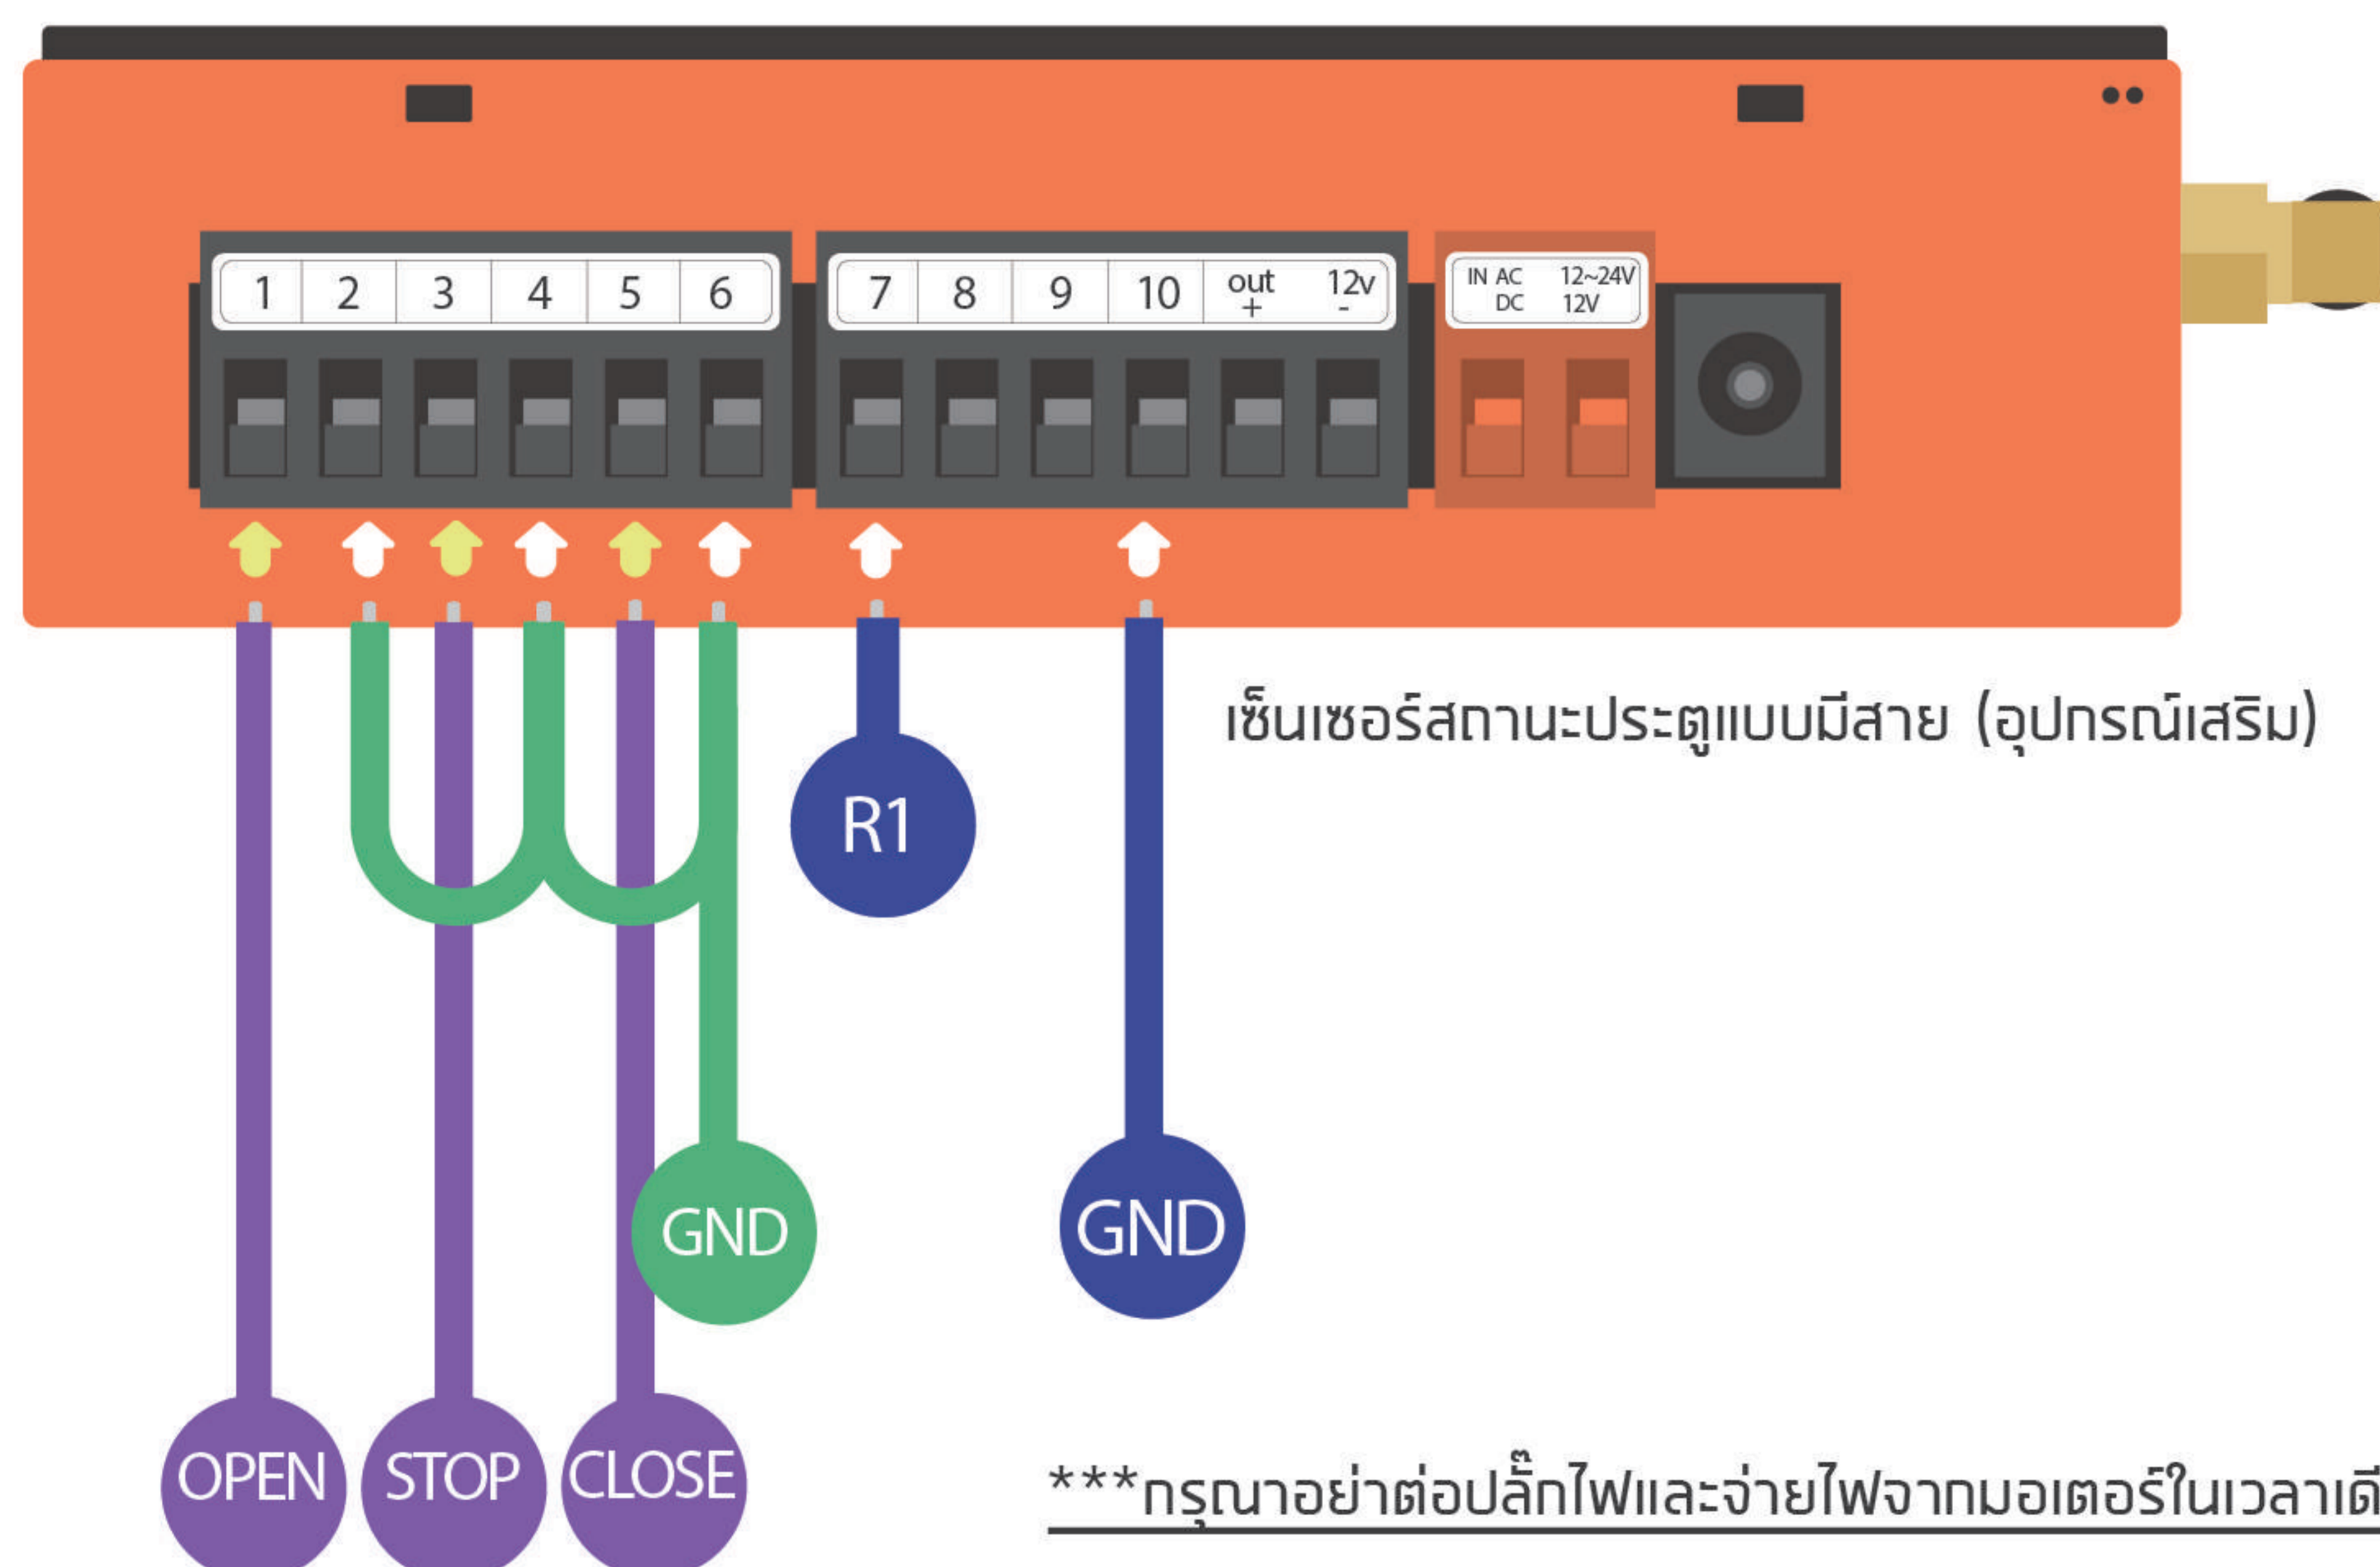 1 2 3 4 5 6 7 8 9 10 out 12v
+ -
IN AC 12~24V
DC 12V
เซ็นเซอร์สถานะประตูแบบมีสาย (อุปกรณ์เสริม)
R1
GND GND
OPEN STOP CLOSE
***กรุณาอย่าต่อปลั๊กไฟและจ่ายไฟจากมอเตอร์ในเวลาเดี